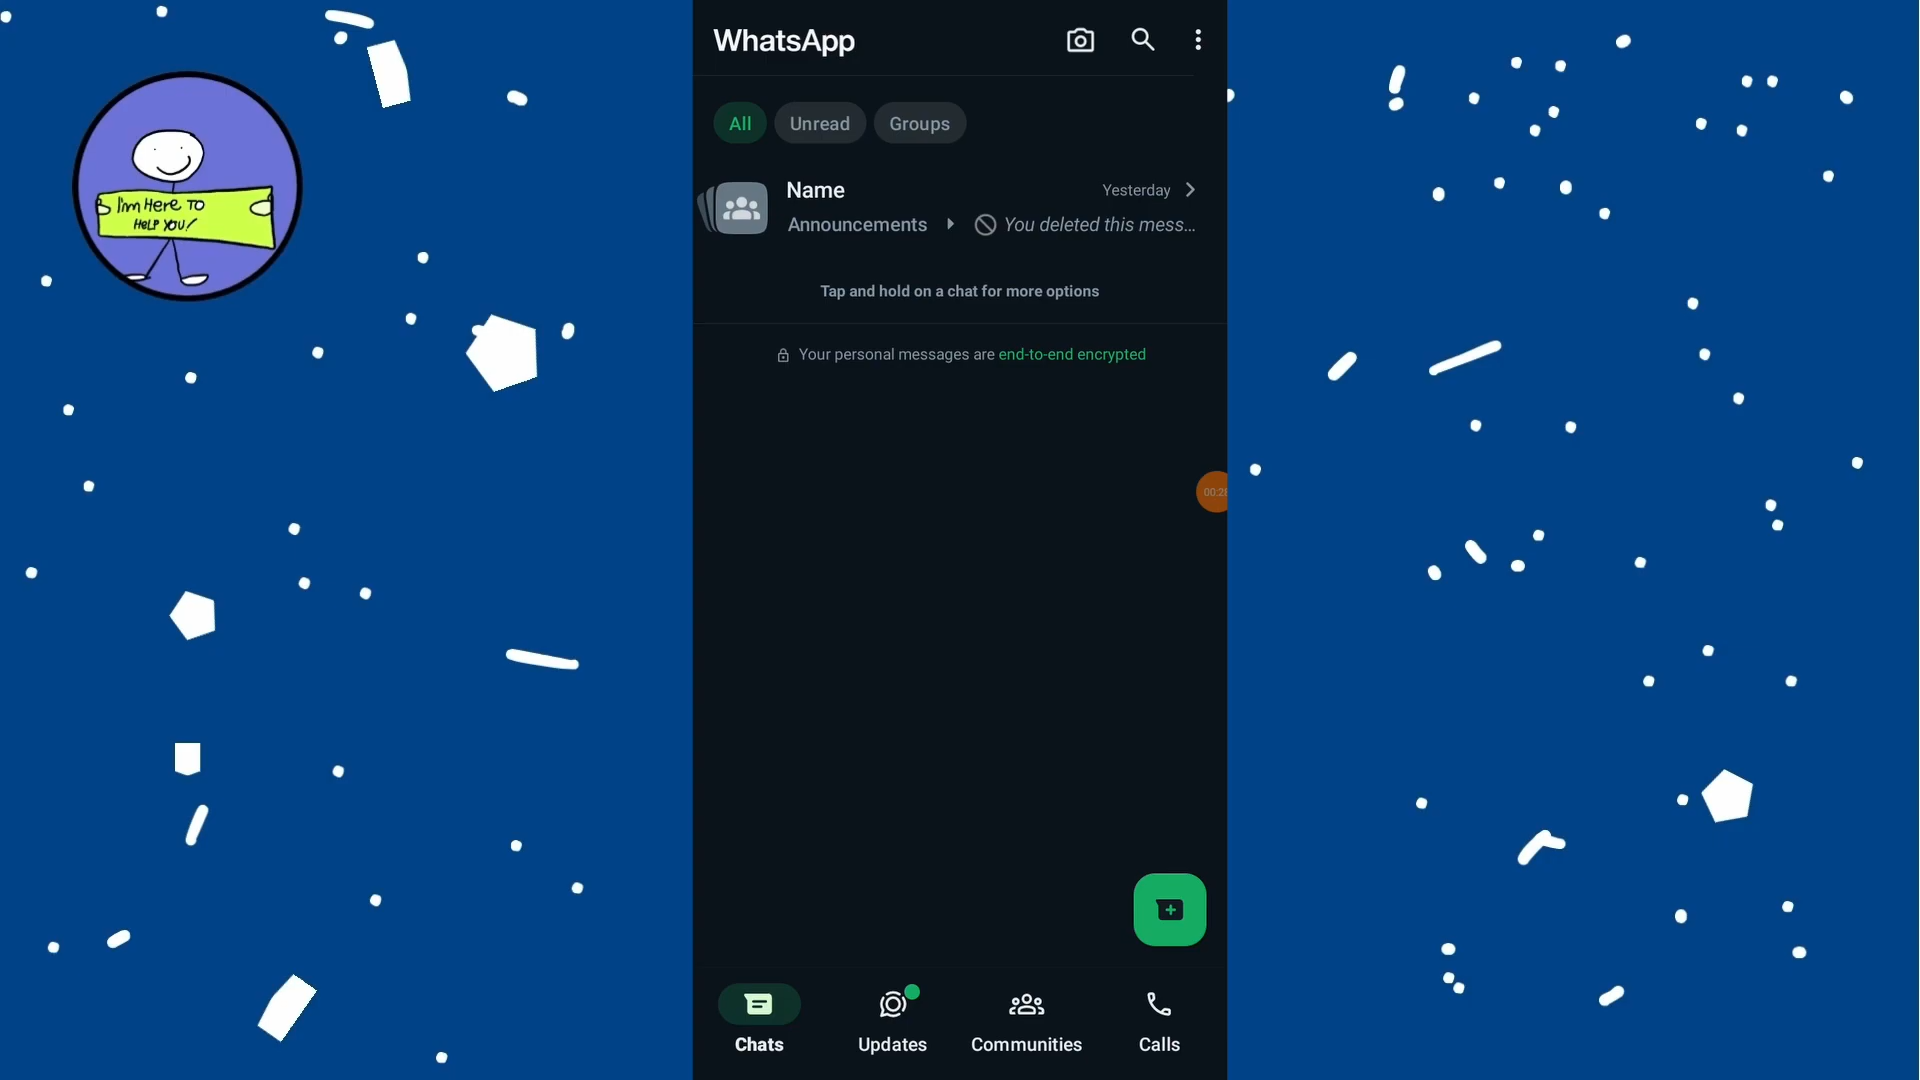 I'm Here To
HELP YOU!
WhatsApp
All
Unread
Groups
Name
Yesterday
Announcements
You deleted this mess...
Tap and hold on a chat for more options
Your personal messages are end-to-end encrypted
Chats
Updates
Communities
Calls